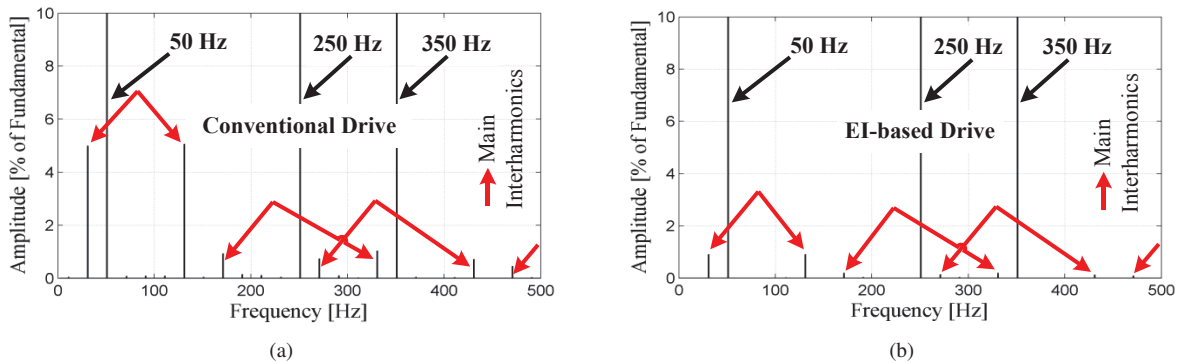 10
8
6
4
2
0
Amplitude [% of Fundamental]
50 Hz
250 Hz
350 Hz
Conventional Drive
Main
Interharmonics
0
100
200
300
400
500
Frequency [Hz]
(a)
10
8
6
4
2
0
Amplitude [% of Fundamental]
50 Hz
250 Hz
350 Hz
EI-based Drive
Main
Interharmonics
0
100
200
300
400
500
Frequency [Hz]
(b)